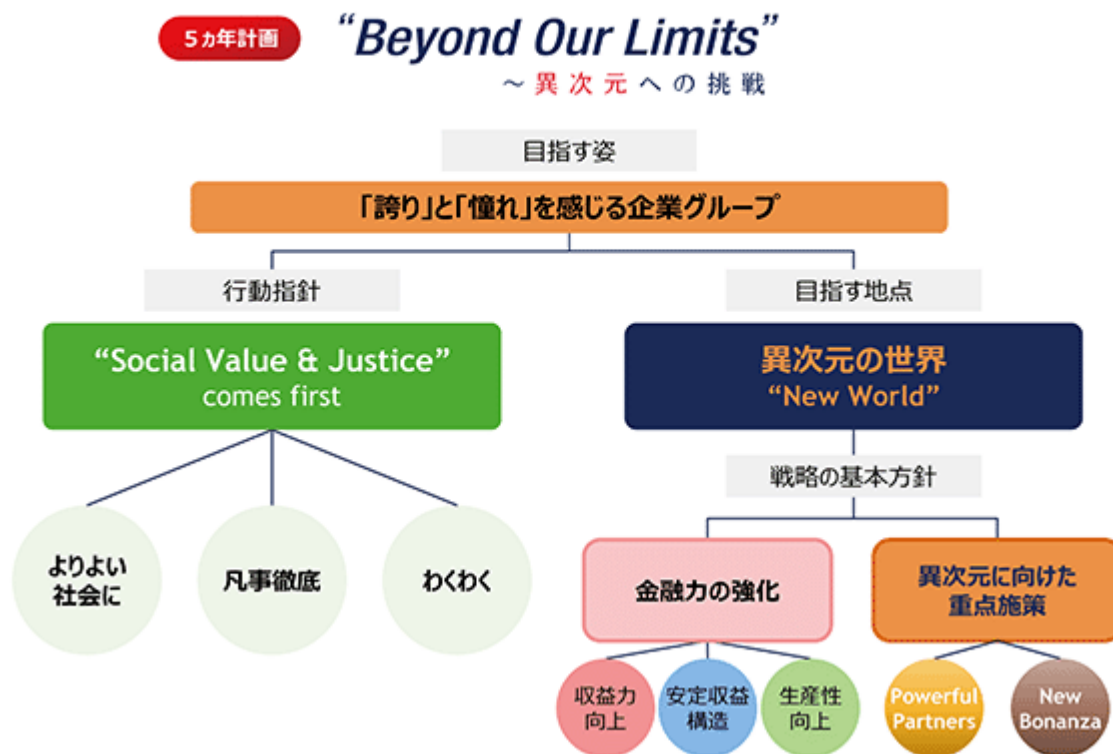 5ヵ年計画
“Beyond Our Limits”
～異次元への挑戦
目指す姿
「誇り」と「憧れ」を感じる企業グループ
行動指針
目指す地点
“Social Value & Justice”
comes first
異次元の世界
“New World”
戦略の基本方針
よりよい
社会に
凡事徹底
わくわく
金融力の強化
異次元に向けた
重点施策
収益力
向上
安定収益
構造
生産性
向上
Powerful
Partners
New
Bonanza